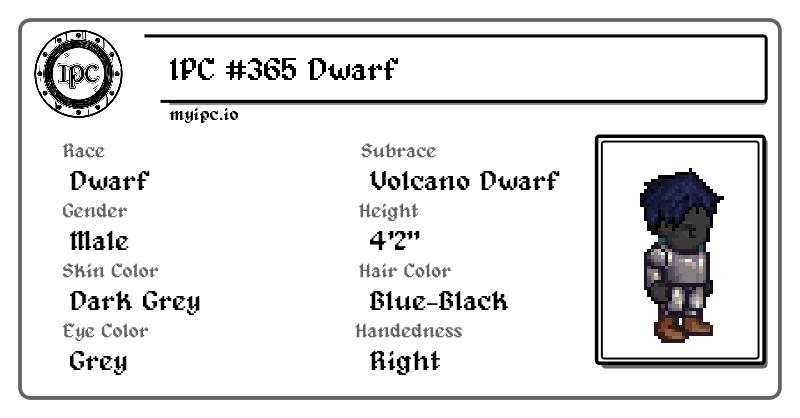 IPC
IPC #365 Dwarf
myipc.io
Race
Dwarf
Subrace
Volcano Dwarf
Gender
Male
Height
4'2"
Skin Color
Dark Grey
Hair Color
Blue-Black
Eye Color
Grey
Handedness
Right